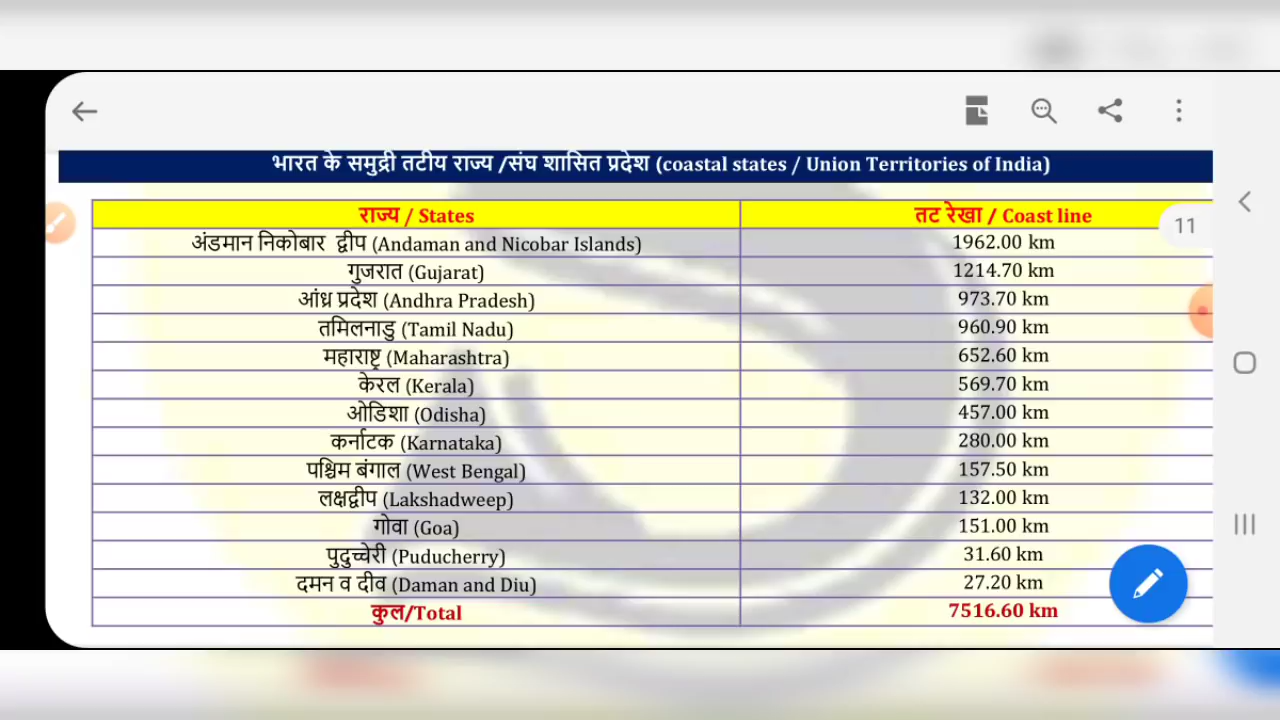 भारत के समुद्री तटीय राज्य /संघ शासित प्रदेश (coastal states / Union Territories of India)
राज्य / States तट रेखा / Coast line
11
अंडमान निकोबार द्वीप (Andaman and Nicobar Islands) 1962.00 km
गुजरात (Gujarat) 1214.70 km
आंध्र प्रदेश (Andhra Pradesh) 973.70 km
तमिलनाडु (Tamil Nadu) 960.90 km
महाराष्ट्र (Maharashtra) 652.60 km
केरल (Kerala) 569.70 km
ओडिशा (Odisha) 457.00 km
कर्नाटक (Karnataka) 280.00 km
पश्चिम बंगाल (West Bengal) 157.50 km
लक्षद्वीप (Lakshadweep) 132.00 km
गोवा (Goa) 151.00 km
पुदुच्चेरी (Puducherry) 31.60 km
दमन व दीव (Daman and Diu) 27.20 km
कुल/Total 7516.60 km